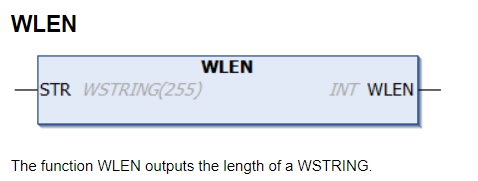 WLEN
WLEN
STR WSTRING(255) INT WLEN
The function WLEN outputs the length of a WSTRING.